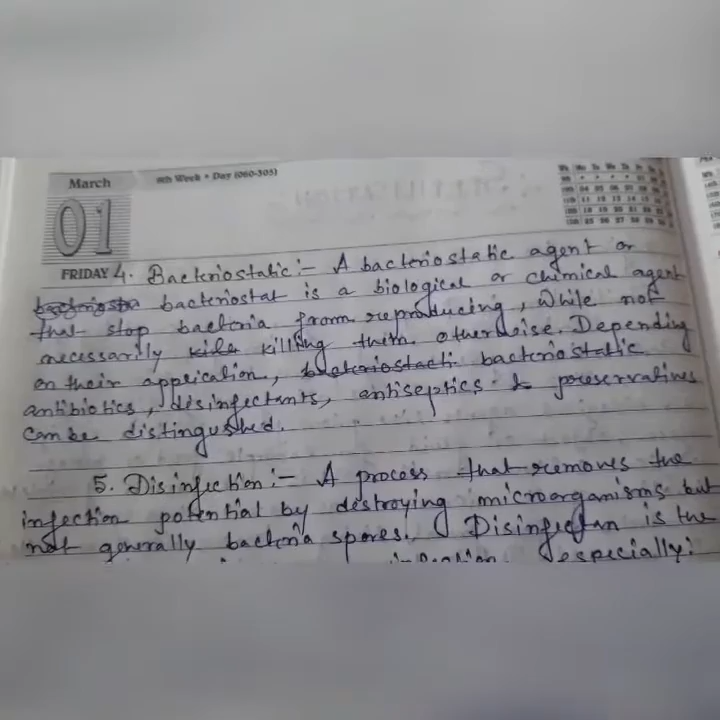 March
9th Week • Day (060-305)
01
FRIDAY
4. Bacteriostatic :- A bacteriostatic agent or
bacteriostat is a biological or chimical agent
that stop bacteria from reproducing, while not
necessarily killing them otherwise. Depending
on their application, bacteriostatic
antibiotics, disinfectants, antiseptics & preservatives
can be distinguished.
5. Disinfection :- A process that removes the
infection potential by destroying microorganisms but
not generally bacteria spores. Disinfectan is the
especially: